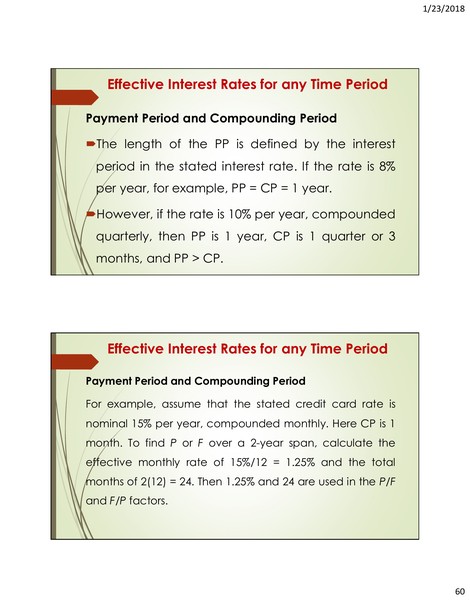 1/23/2018
Effective Interest Rates for any Time Period
Payment Period and Compounding Period
The length of the PP is defined by the interest
period in the stated interest rate. If the rate is 8%
per year, for example, PP = CP = 1 year.
However, if the rate is 10% per year, compounded
quarterly, then PP is 1 year, CP is 1 quarter or 3
months, and PP > CP.
Effective Interest Rates for any Time Period
Payment Period and Compounding Period
For example, assume that the stated credit card rate is
nominal 15% per year, compounded monthly. Here CP is 1
month. To find P or F over a 2-year span, calculate the
effective monthly rate of 15%/12 = 1.25% and the total
months of 2(12) = 24. Then 1.25% and 24 are used in the P/F
and F/P factors.
60